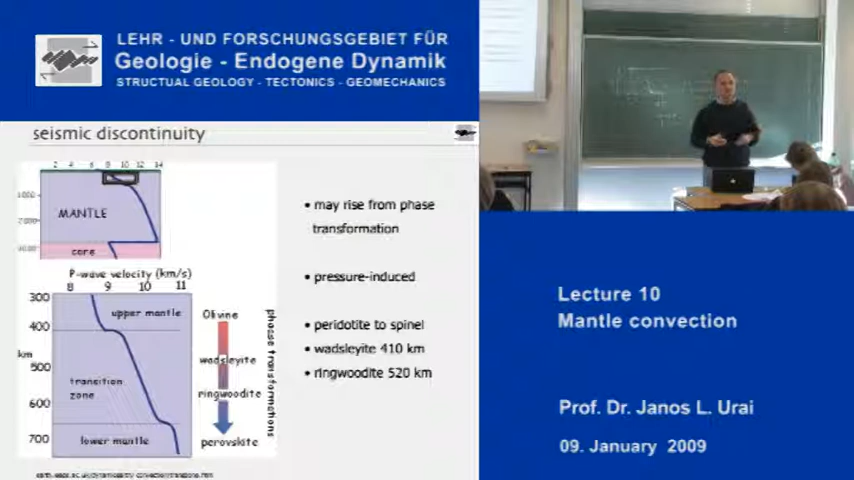 LEHR - UND FORSCHUNGSGEBIET FÜR
Geologie - Endogene Dynamik
STRUCTUAL GEOLOGY - TECTONICS - GEOMECHANICS
seismic discontinuity
2 4 6 8 10 12 14
MANTLE
core
P-wave velocity (km/s)
8 9 10 11
300
400
km
500
600
700
upper mantle
transition
zone
lower mantle
Olivine
wadsleyite
ringwoodite
perovskite
phase transformations
• may rise from phase
transformation
• pressure-induced
• peridotite to spinel
• wadsleyite 410 km
• ringwoodite 520 km
Lecture 10
Mantle convection
Prof. Dr. Janos L. Urai
09. January 2009